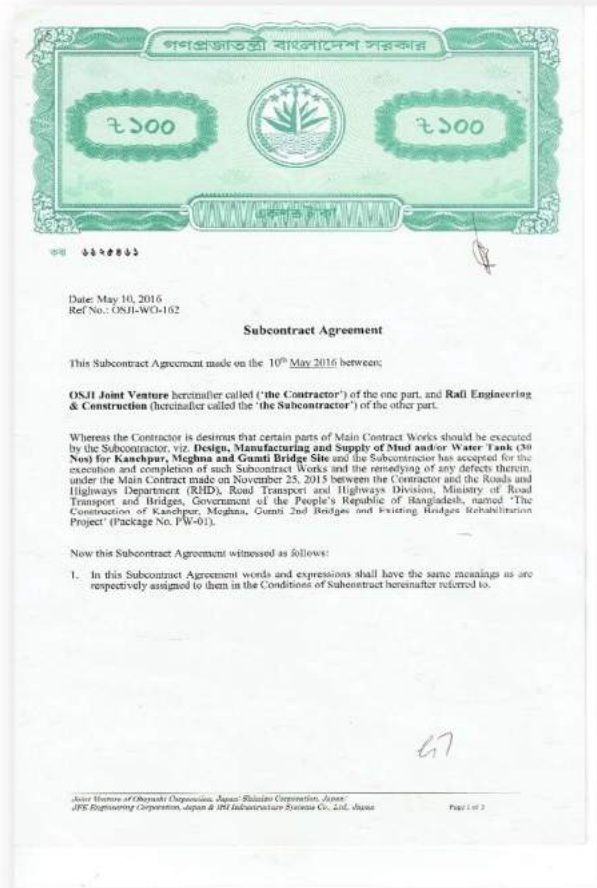 গণপ্রজাতন্ত্রী বাংলাদেশ সরকার
৳ ১০০
৳ ১০০
একশত টাকা
Date: May 10, 2016
Ref No.: OSJI-WO-162
Subcontract Agreement
This Subcontract Agreement made on the 10th May 2016 between;
OSJI Joint Venture hereinafter called ('the Contractor') of the one part, and Rafi Engineering
& Construction (hereinafter called the 'the Subcontractor') of the other part.
Whereas the Contractor is desirous that certain parts of Main Contract Works should be executed
by the Subcontractor, viz. Design, Manufacturing and Supply of Mud and/or Water Tank (30
Nos) for Kanchpur, Meghna and Gumti Bridge Site and the Subcontractor has accepted for the
execution and completion of such Subcontract Works and the remedying of any defects therein,
under the Main Contract made on November 25, 2015 between the Contractor and the Roads and
Highways Department (RHD), Road Transport and Highways Division, Ministry of Road
Transport and Bridges, Government of the People's Republic of Bangladesh, named 'The
Construction of Kanchpur, Meghna, Gumti 2nd Bridges and Existing Bridges Rehabilitation
Project' (Package No. PW-01).
Now this Subcontract Agreement witnessed as follows:
1. In this Subcontract Agreement words and expressions shall have the same meanings as are
respectively assigned to them in the Conditions of Subcontract hereinafter referred to.
Joint Venture of Obayashi Corporation, Japan/ Shimizu Corporation, Japan/
JFE Engineering Corporation, Japan & IHI Infrastructure Systems Co., Ltd., Japan
Page 1 of 3